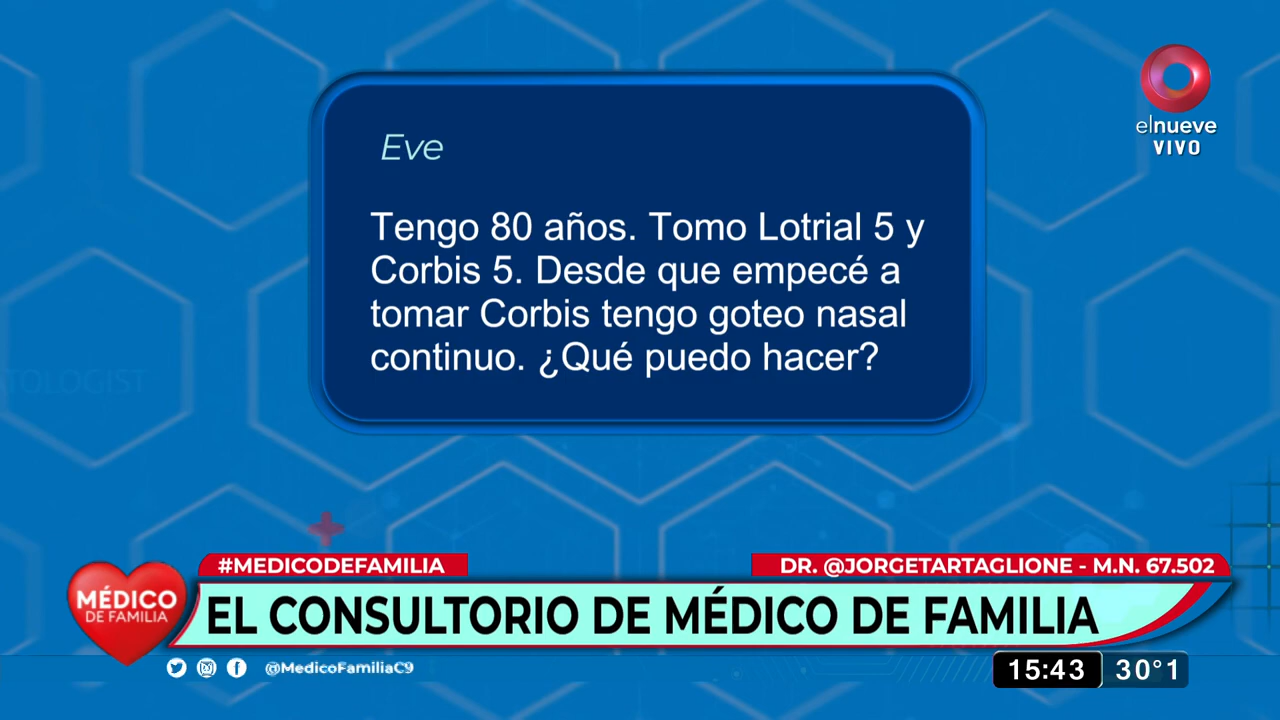 elnueve
VIVO
Eve
Tengo 80 años. Tomo Lotrial 5 y
Corbis 5. Desde que empecé a
tomar Corbis tengo goteo nasal
continuo. ¿Qué puedo hacer?
TOLOGIST
#MEDICODEFAMILIA
DR. @JORGETARTAGLIONE - M.N. 67.502
MÉDICO
DE FAMILIA
EL CONSULTORIO DE MÉDICO DE FAMILIA
@MedicoFamiliaC9
15:43
30°1